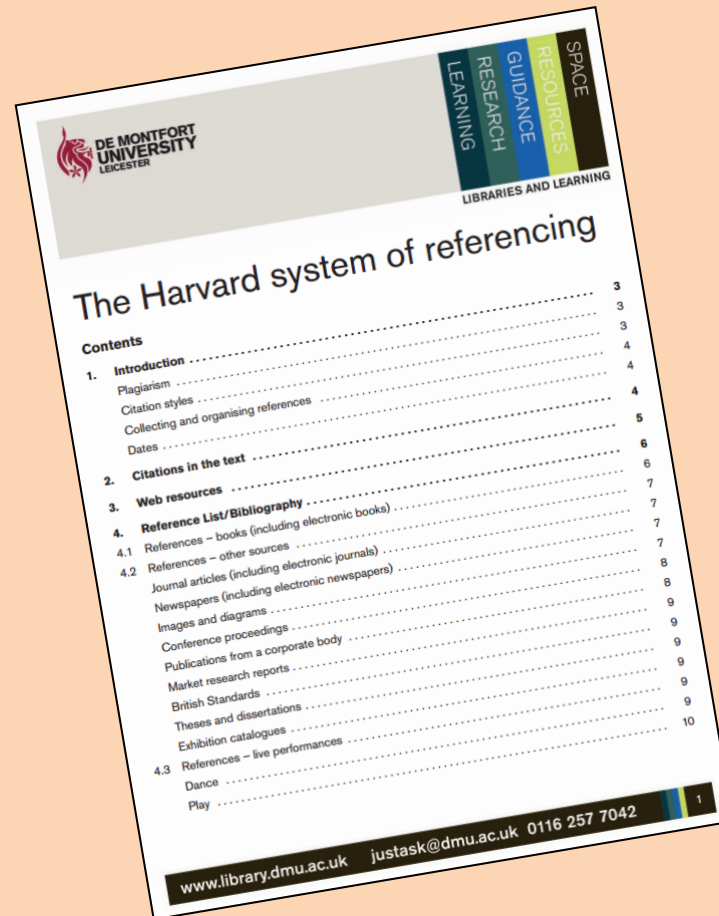 DE MONTFORT
UNIVERSITY
LEICESTER
LEARNING
RESEARCH
GUIDANCE
RESOURCES
SPACE
LIBRARIES AND LEARNING
The Harvard system of referencing
Contents
1. Introduction 3
Plagiarism 3
Citation styles 3
Collecting and organising references 4
Dates 4
2. Citations in the text 4
3. Web resources 5
4. Reference List/Bibliography 6
4.1 References – books (including electronic books) 6
4.2 References – other sources 7
Journal articles (including electronic journals) 7
Newspapers (including electronic newspapers) 7
Images and diagrams 7
Conference proceedings 8
Publications from a corporate body 8
Market research reports 9
British Standards 9
Theses and dissertations 9
Exhibition catalogues 9
4.3 References – live performances 9
Dance 9
Play 10
www.library.dmu.ac.uk justask@dmu.ac.uk 0116 257 7042 1